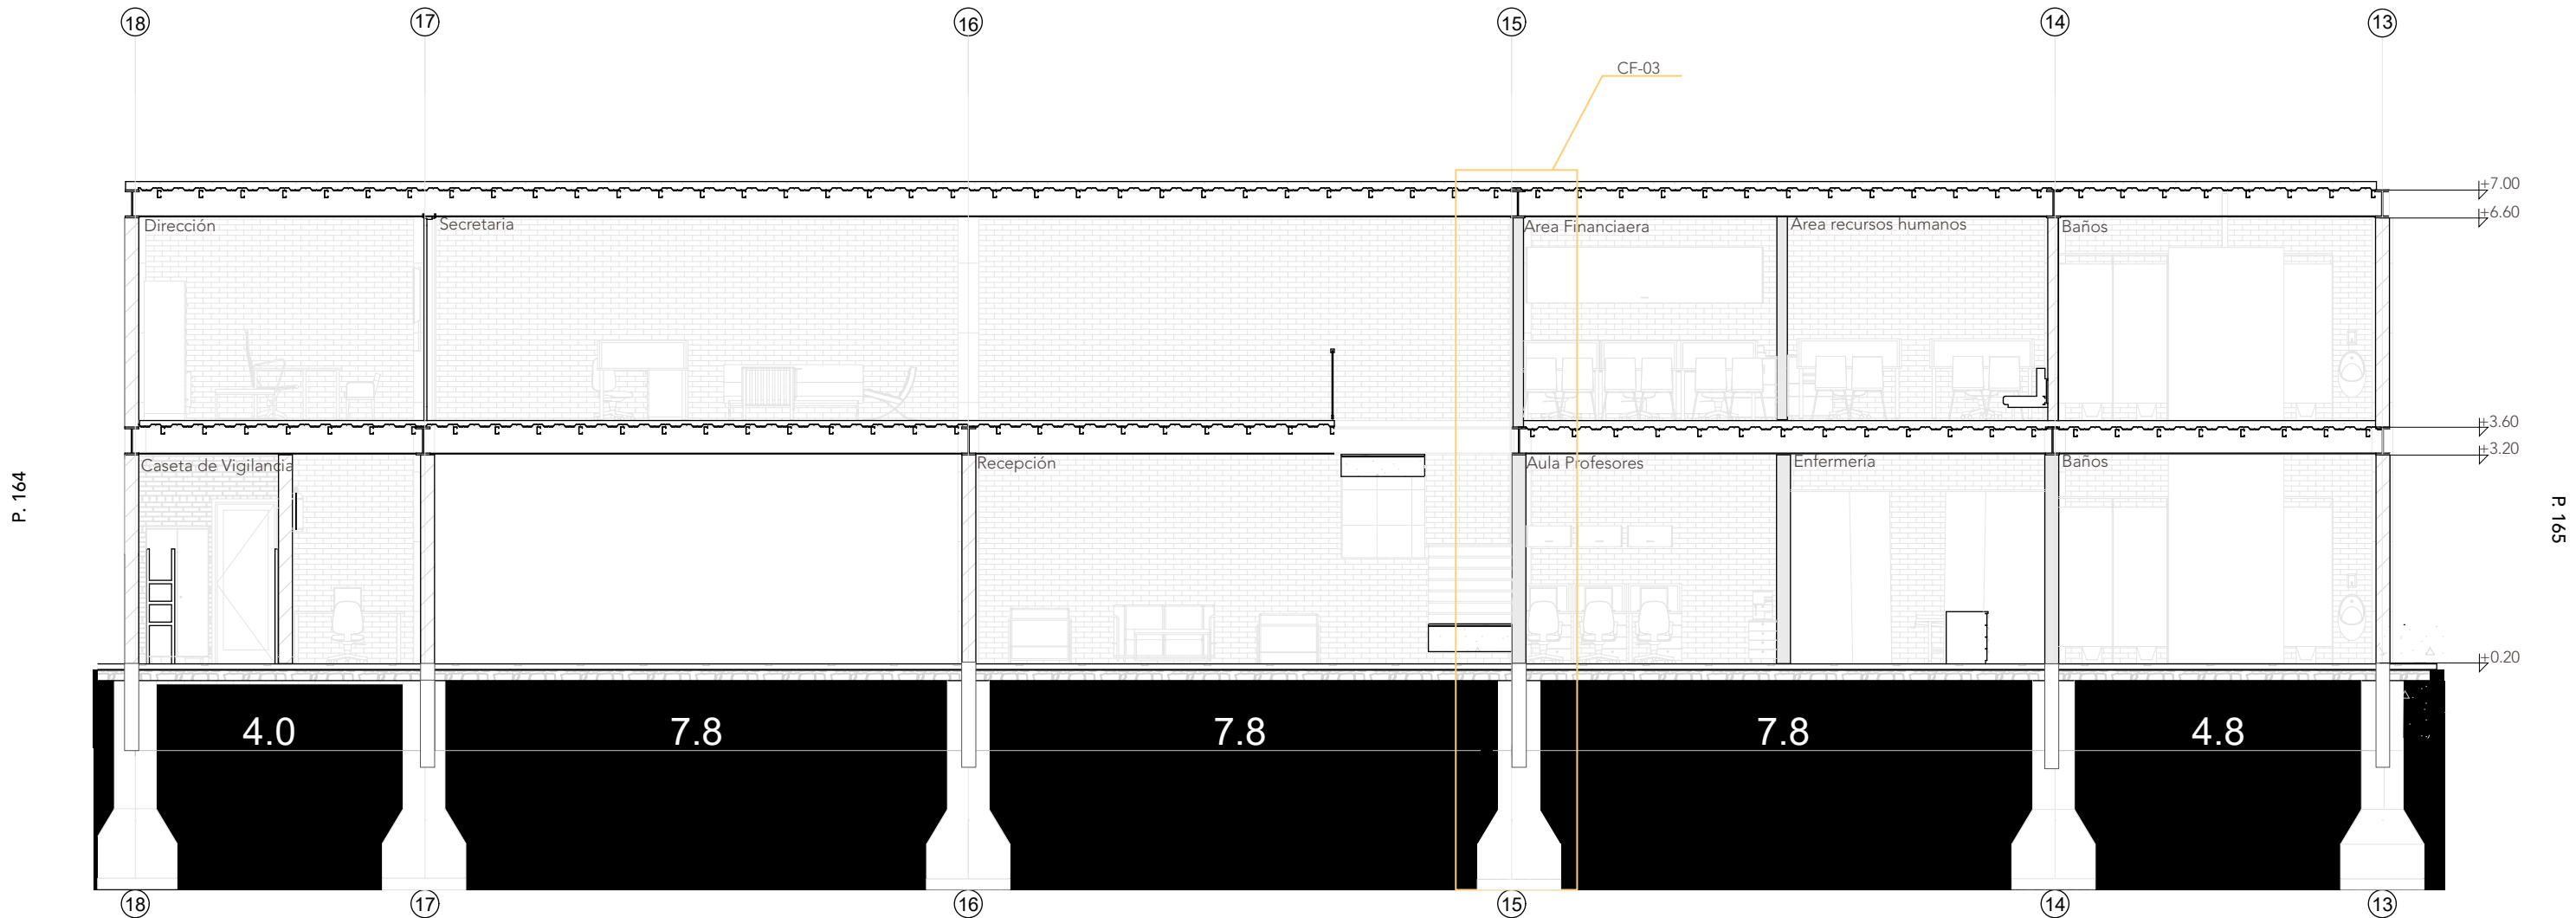 18 17 16 15 14 13
CF-03
+7.00
+6.60
Dirección Secretaria Area Financiaera Area recursos humanos Baños
+3.60
+3.20
Caseta de Vigilancia Recepción Aula Profesores Enfermería Baños
P. 164
P. 165
+0.20
4.0 7.8 7.8 7.8 4.8
18 17 16 15 14 13